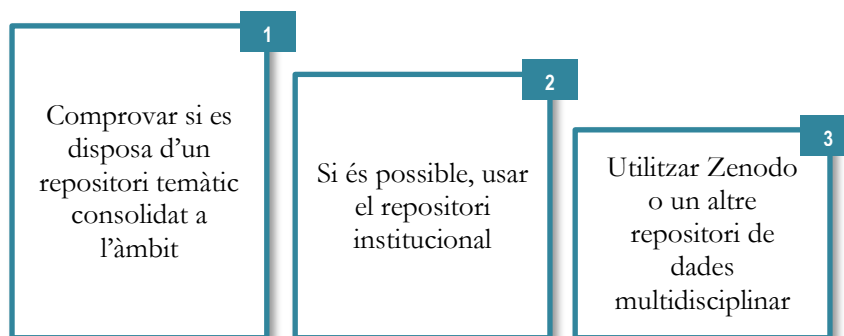 1
Comprovar si es
disposa d'un
repositori temàtic
consolidat a
l'àmbit
2
Si és possible, usar
el repositori
institucional
3
Utilitzar Zenodo
o un altre
repositori de
dades
multidisciplinar